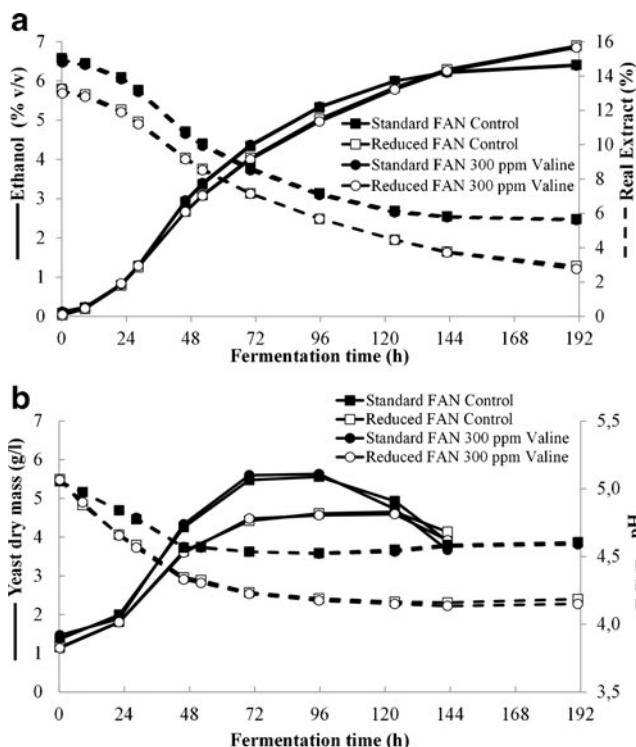 a
7
6
5
4
3
2
1
0
Ethanol (% v/v)
16
14
12
10
8
6
4
2
0
Real Extract (%)
Standard FAN Control
Reduced FAN Control
Standard FAN 300 ppm Valine
Reduced FAN 300 ppm Valine
0 24 48 72 96 120 144 168 192
Fermentation time (h)
b
7
6
5
4
3
2
1
0
Yeast dry mass (g/l)
5,5
5,0
4,5
4,0
3,5
pH
Standard FAN Control
Reduced FAN Control
Standard FAN 300 ppm Valine
Reduced FAN 300 ppm Valine
0 24 48 72 96 120 144 168 192
Fermentation time (h)